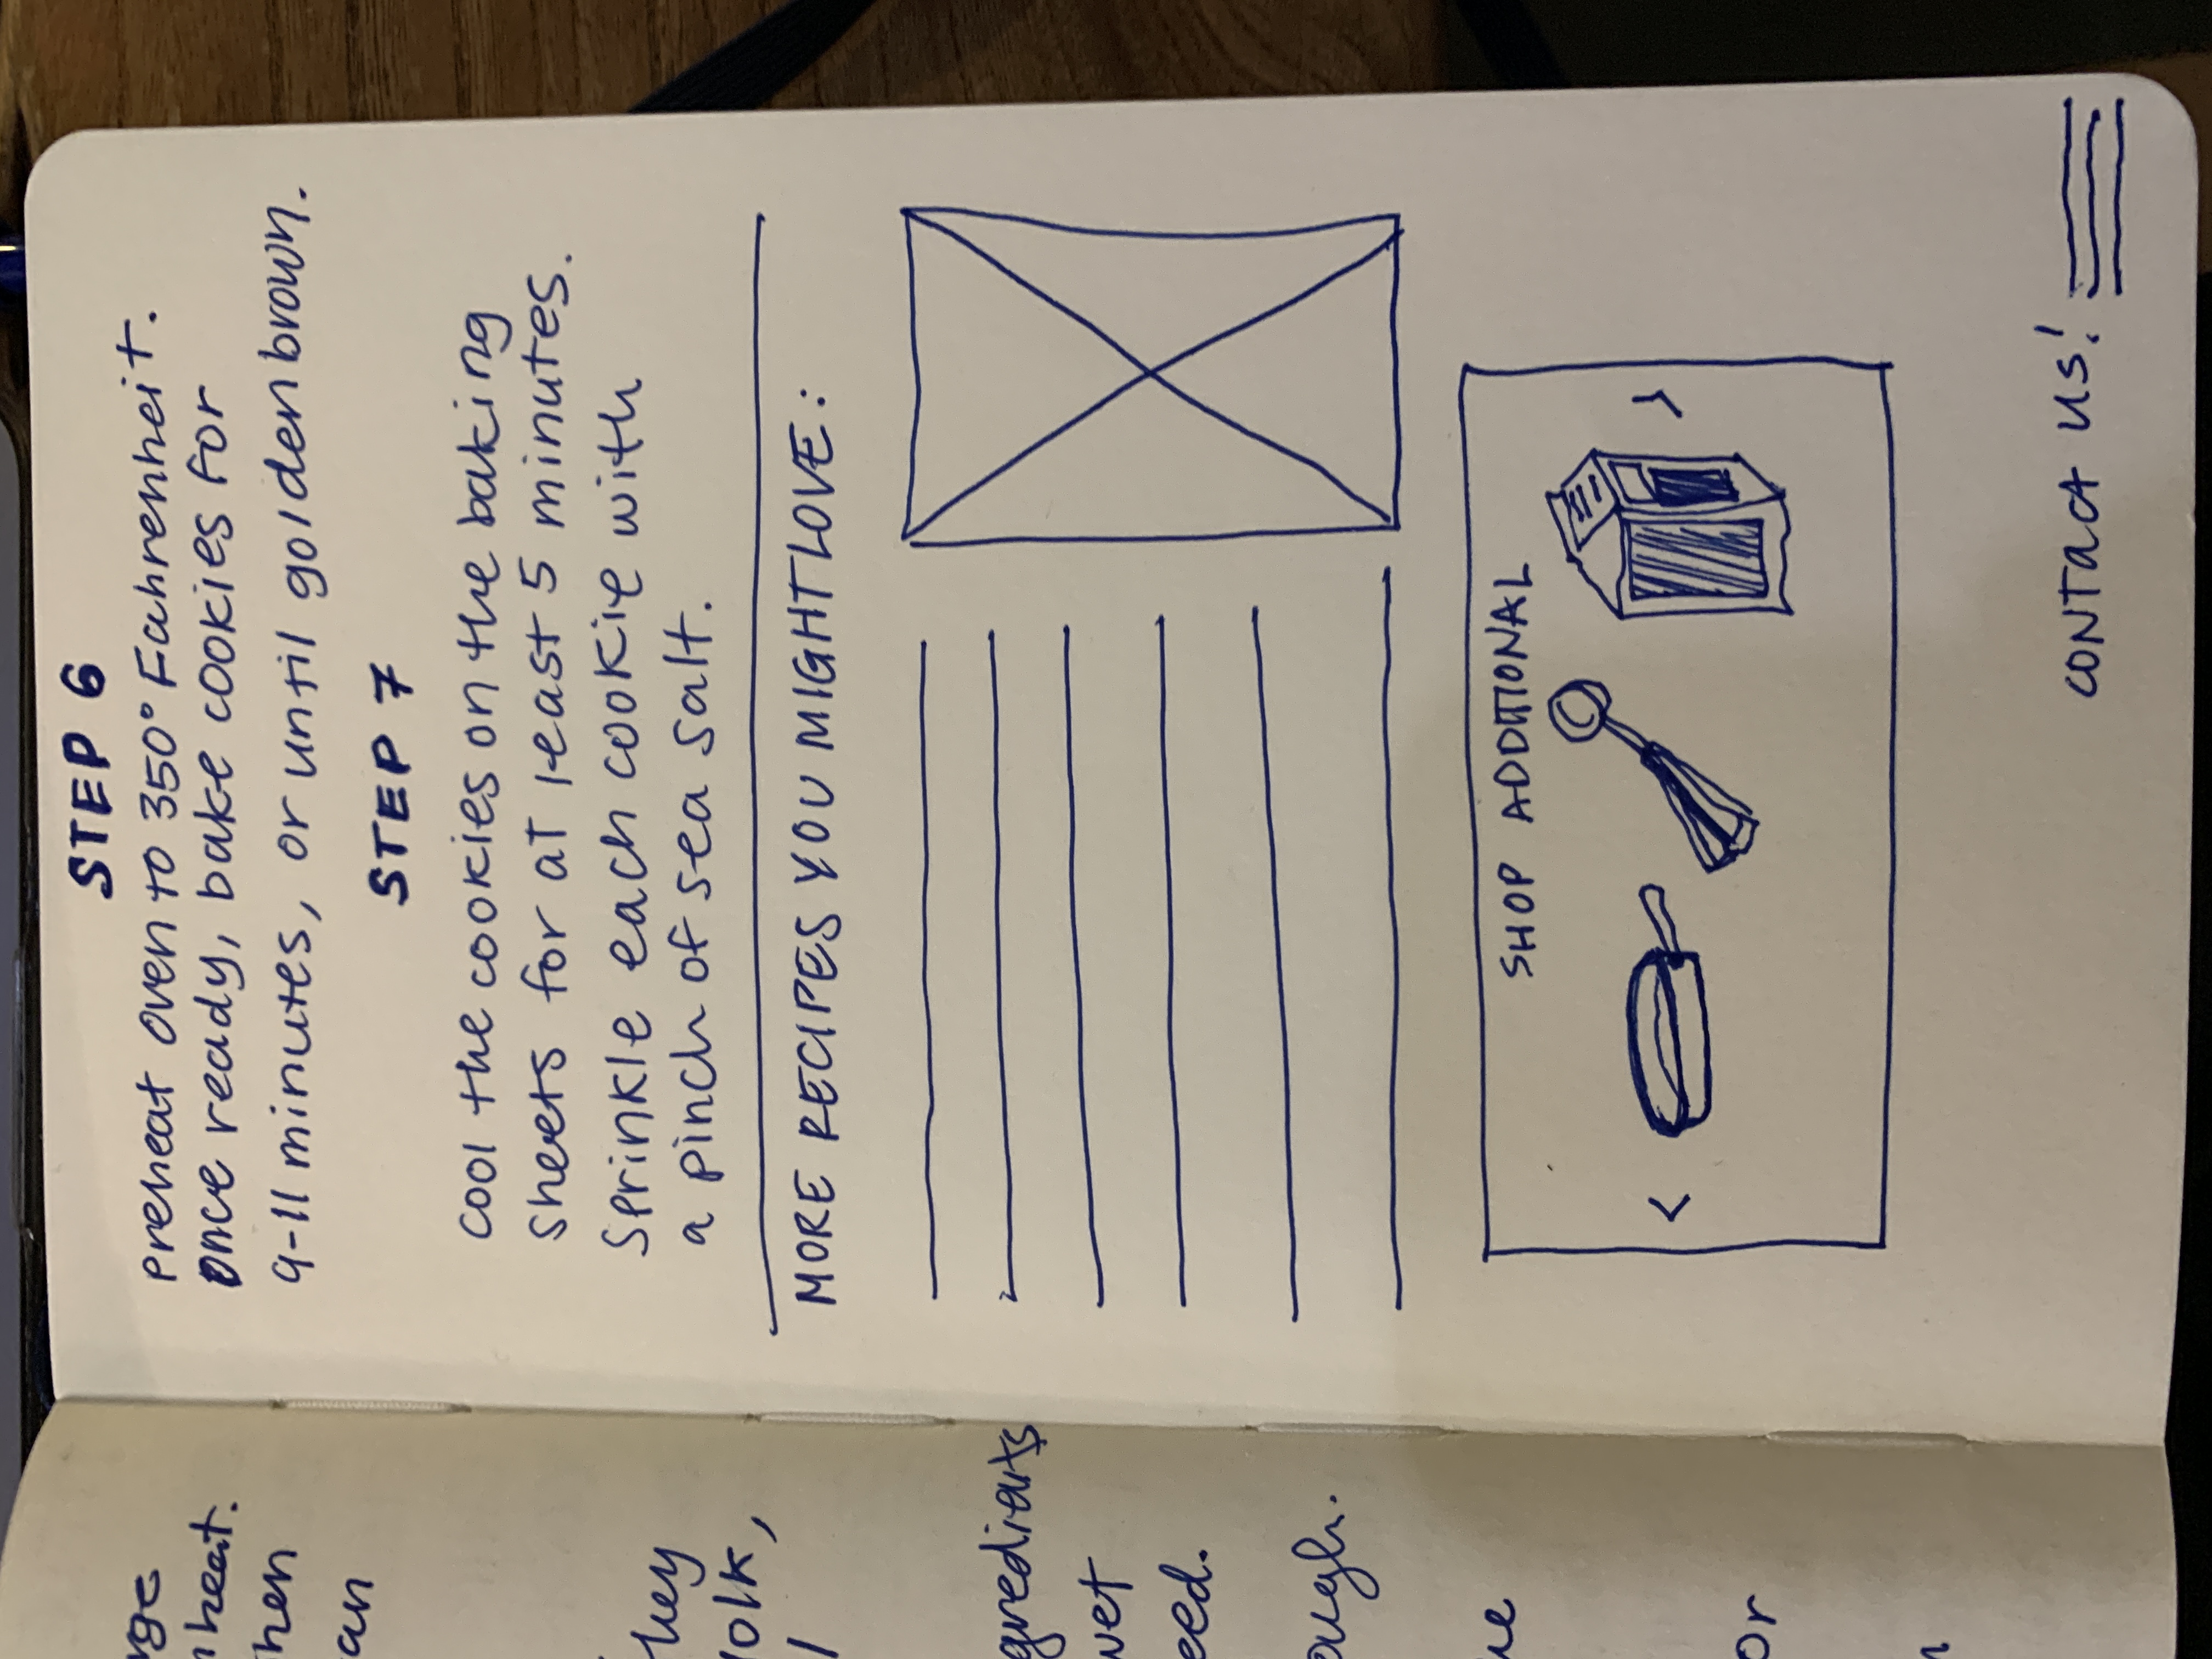 rge
heat.
hen
an
they
olk,
gredients
wet
eed.
ough.
he
or
STEP 6
Preheat oven to 350° Fahrenheit.
once ready, bake cookies for
9-11 minutes, or until golden brown.
STEP 7
cool the cookies on the baking
sheets for at least 5 minutes.
Sprinkle each cookie with
a pinch of sea salt.
MORE RECIPES YOU MIGHT LOVE:
SHOP ADDITIONAL
<
>
contact us!